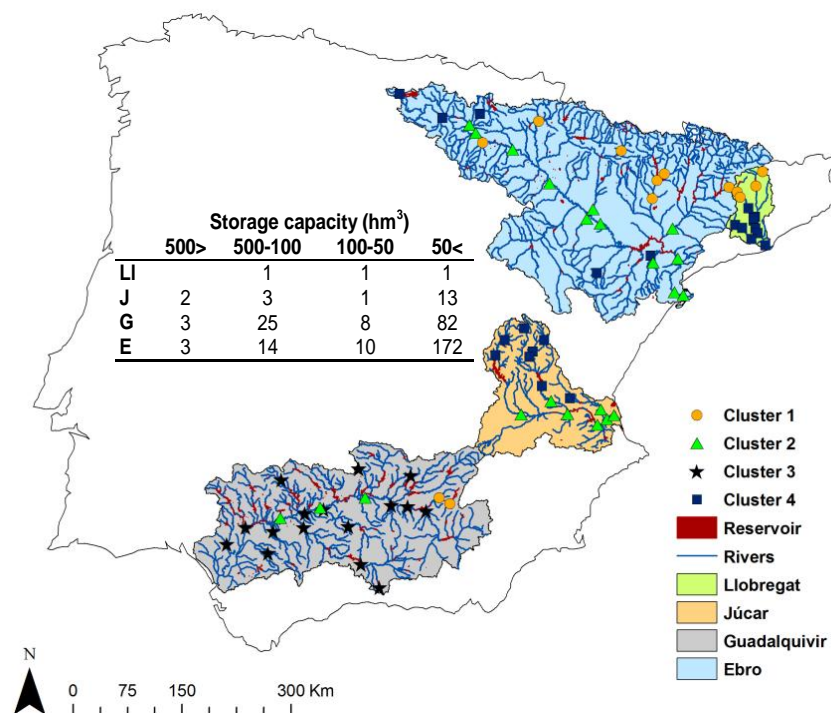 Storage capacity (hm³)
500> 500-100 100-50 50<
LI 1 1 1
J 2 3 1 13
G 3 25 8 82
E 3 14 10 172
Cluster 1
Cluster 2
Cluster 3
Cluster 4
Reservoir
Rivers
Llobregat
Júcar
Guadalquivir
Ebro
N
0 75 150 300 Km